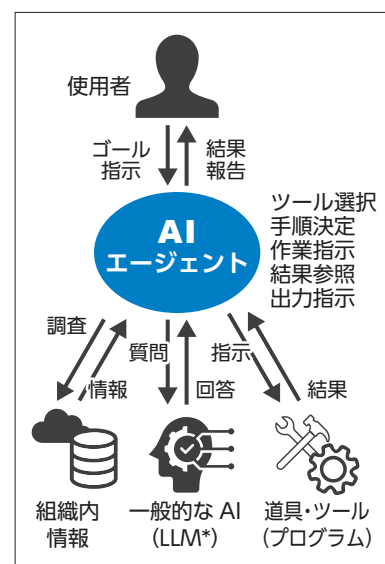 使用者
ゴール
指示
結果
報告
AI
エージェント
ツール選択
手順決定
作業指示
結果参照
出力指示
調査
情報
質問
回答
指示
結果
組織内
情報
一般的な AI
(LLM*)
道具・ツール
(プログラム)